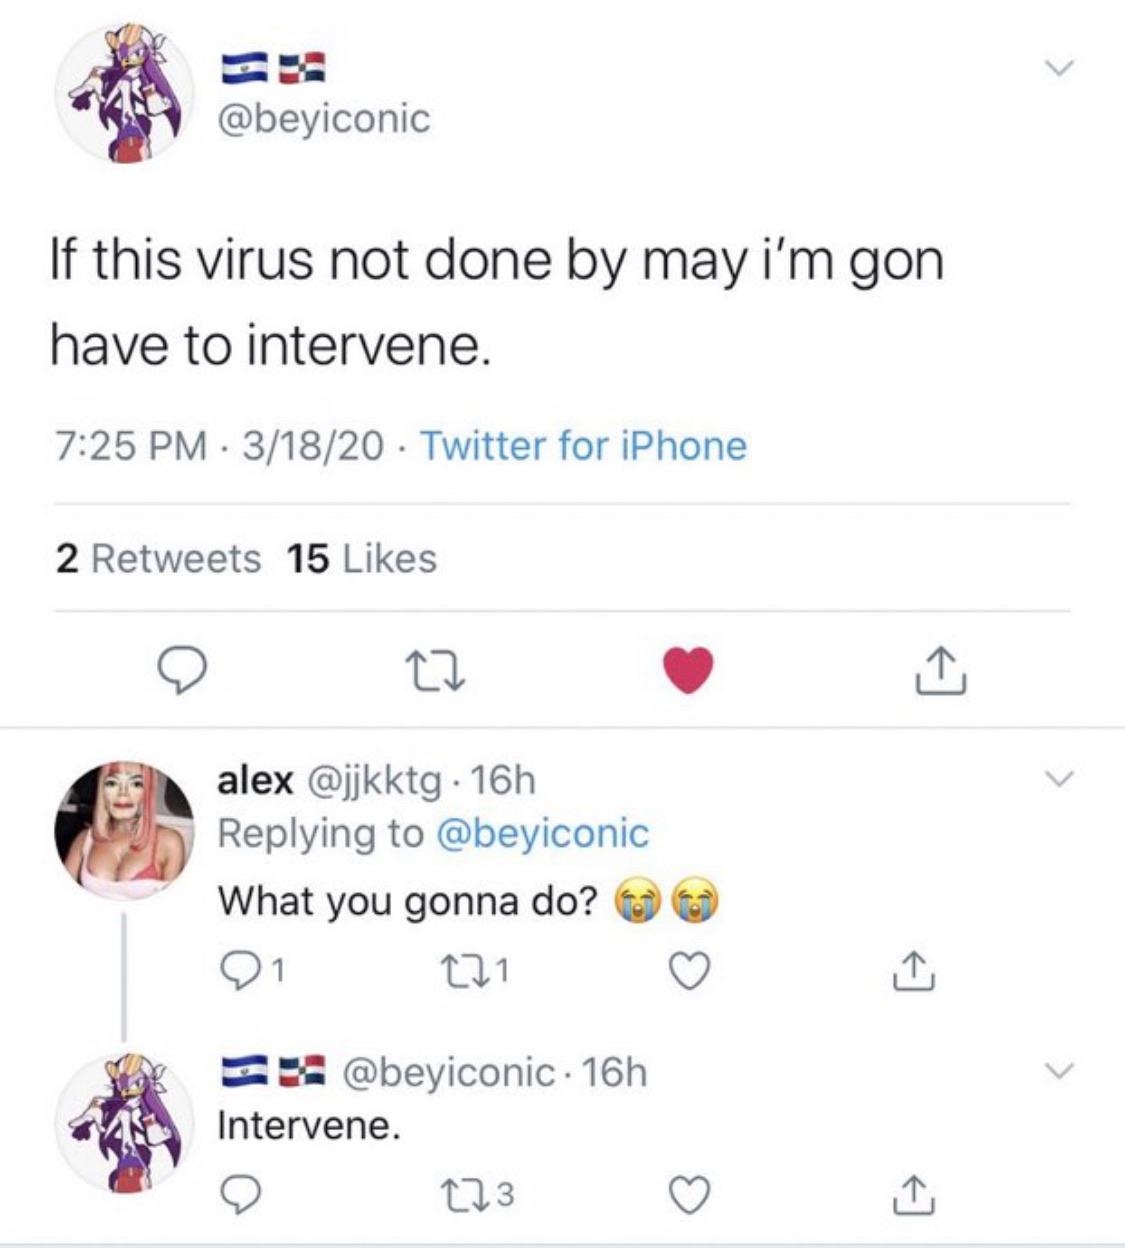 🇸🇻 🇩🇴
@beyiconic
If this virus not done by may i'm gon
have to intervene.
7:25 PM · 3/18/20 · Twitter for iPhone
2 Retweets 15 Likes
alex @jjkktg · 16h
Replying to @beyiconic
What you gonna do? 😭 😭
1 1
🇸🇻 🇩🇴 @beyiconic · 16h
Intervene.
3